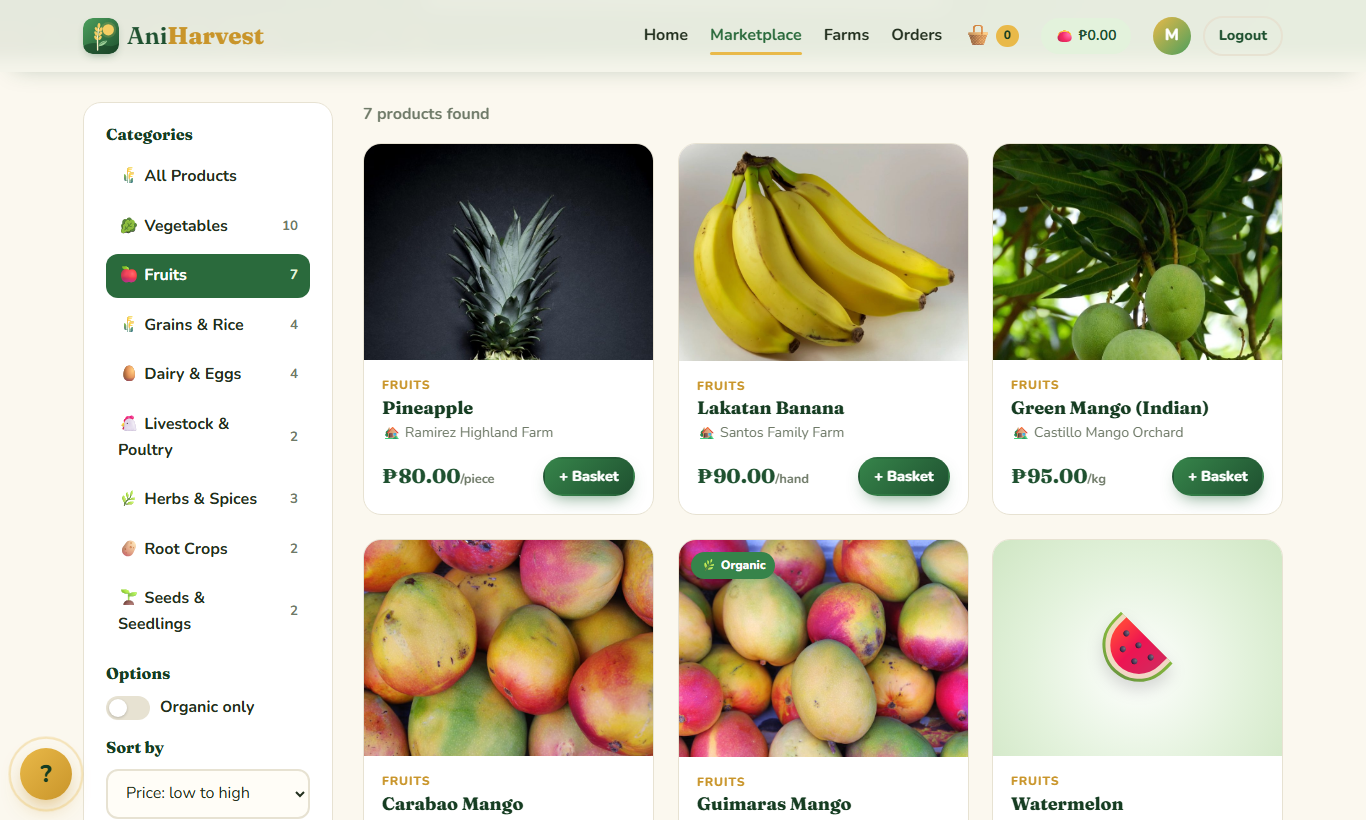 AniHarvest
Home
Marketplace
Farms
Orders
0
₱0.00
M
Logout
Categories
All Products
Vegetables 10
Fruits 7
Grains & Rice 4
Dairy & Eggs 4
Livestock &
Poultry
2
Herbs & Spices 3
Root Crops 2
Seeds &
Seedlings
2
Options
Organic only
Sort by
Price: low to high
?
7 products found
FRUITS
Pineapple
Ramirez Highland Farm
₱80.00/piece
+ Basket
FRUITS
Lakatan Banana
Santos Family Farm
₱90.00/hand
+ Basket
FRUITS
Green Mango (Indian)
Castillo Mango Orchard
₱95.00/kg
+ Basket
FRUITS
Carabao Mango
Organic
FRUITS
Guimaras Mango
FRUITS
Watermelon